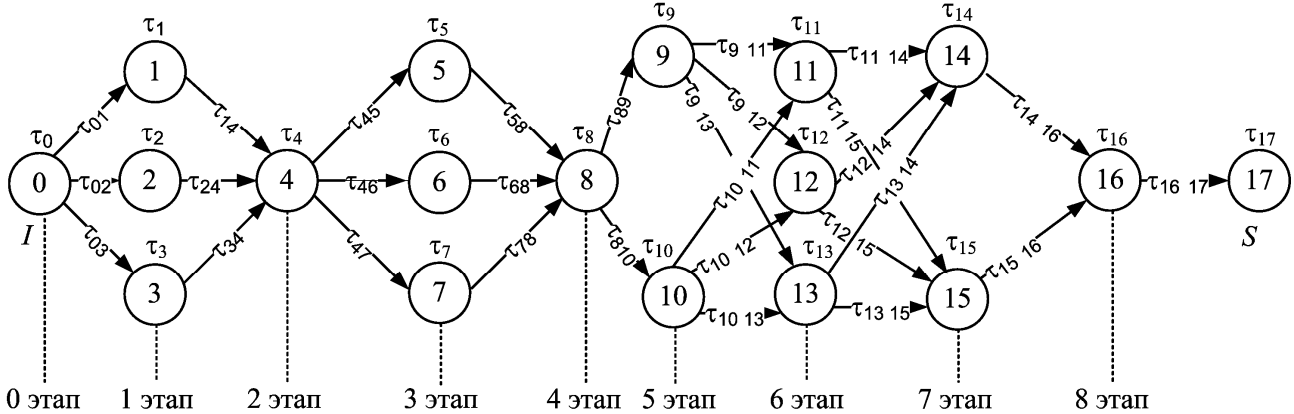 τ1 τ5 τ9 τ11 τ14
1 5 9 τ9 11 11 τ11 14 14
τ01 τ14 τ45 τ58 τ89 τ9 12 τ9 13 τ11 15 τ14 16
τ0 τ2 τ4 τ6 τ8 τ12 τ12 14 τ16 τ17
0 τ02 2 τ24 4 τ46 6 τ68 8 τ10 11 12 τ13 14 16 τ16 17 17
I τ03 τ3 τ34 τ47 τ7 τ78 τ810 τ10 τ10 12 τ13 τ12 15 τ15 τ15 16 S
3 7 10 τ10 13 13 τ13 15 15
0 этап 1 этап 2 этап 3 этап 4 этап 5 этап 6 этап 7 этап 8 этап